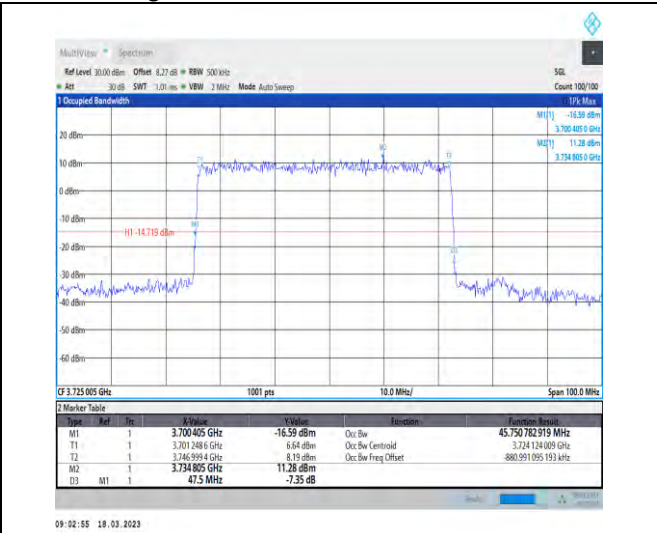 MultiView Spectrum
Ref Level 30.00 dBm Offset 8.27 dB RBW 500 kHz SGL
Att 30 dB SWT 1.01 ms VBW 2 MHz Mode Auto Sweep Count 100/100
1 Occupied Bandwidth 1Pk Max
M1[1] -16.59 dBm
3.700 405 0 GHz
M2[1] 11.28 dBm
3.734 805 0 GHz
20 dBm
M2
T1 T2
10 dBm
0 dBm
-10 dBm
M1
H1 -14.719 dBm
-20 dBm
D3
-30 dBm
-40 dBm
-50 dBm
-60 dBm
CF 3.725 005 GHz 1001 pts 10.0 MHz/ Span 100.0 MHz
2 Marker Table
Type Ref Trc X-Value Y-Value Function Function Result
M1 1 3.700 405 GHz -16.59 dBm Occ Bw 45.750 782 919 MHz
T1 1 3.701 248 6 GHz 6.64 dBm Occ Bw Centroid 3.724 124 009 GHz
T2 1 3.746 999 4 GHz 8.19 dBm Occ Bw Freq Offset -880.991 095 193 kHz
M2 1 3.734 805 GHz 11.28 dBm
D3 M1 1 47.5 MHz -7.35 dB
09:02:55 18.03.2023